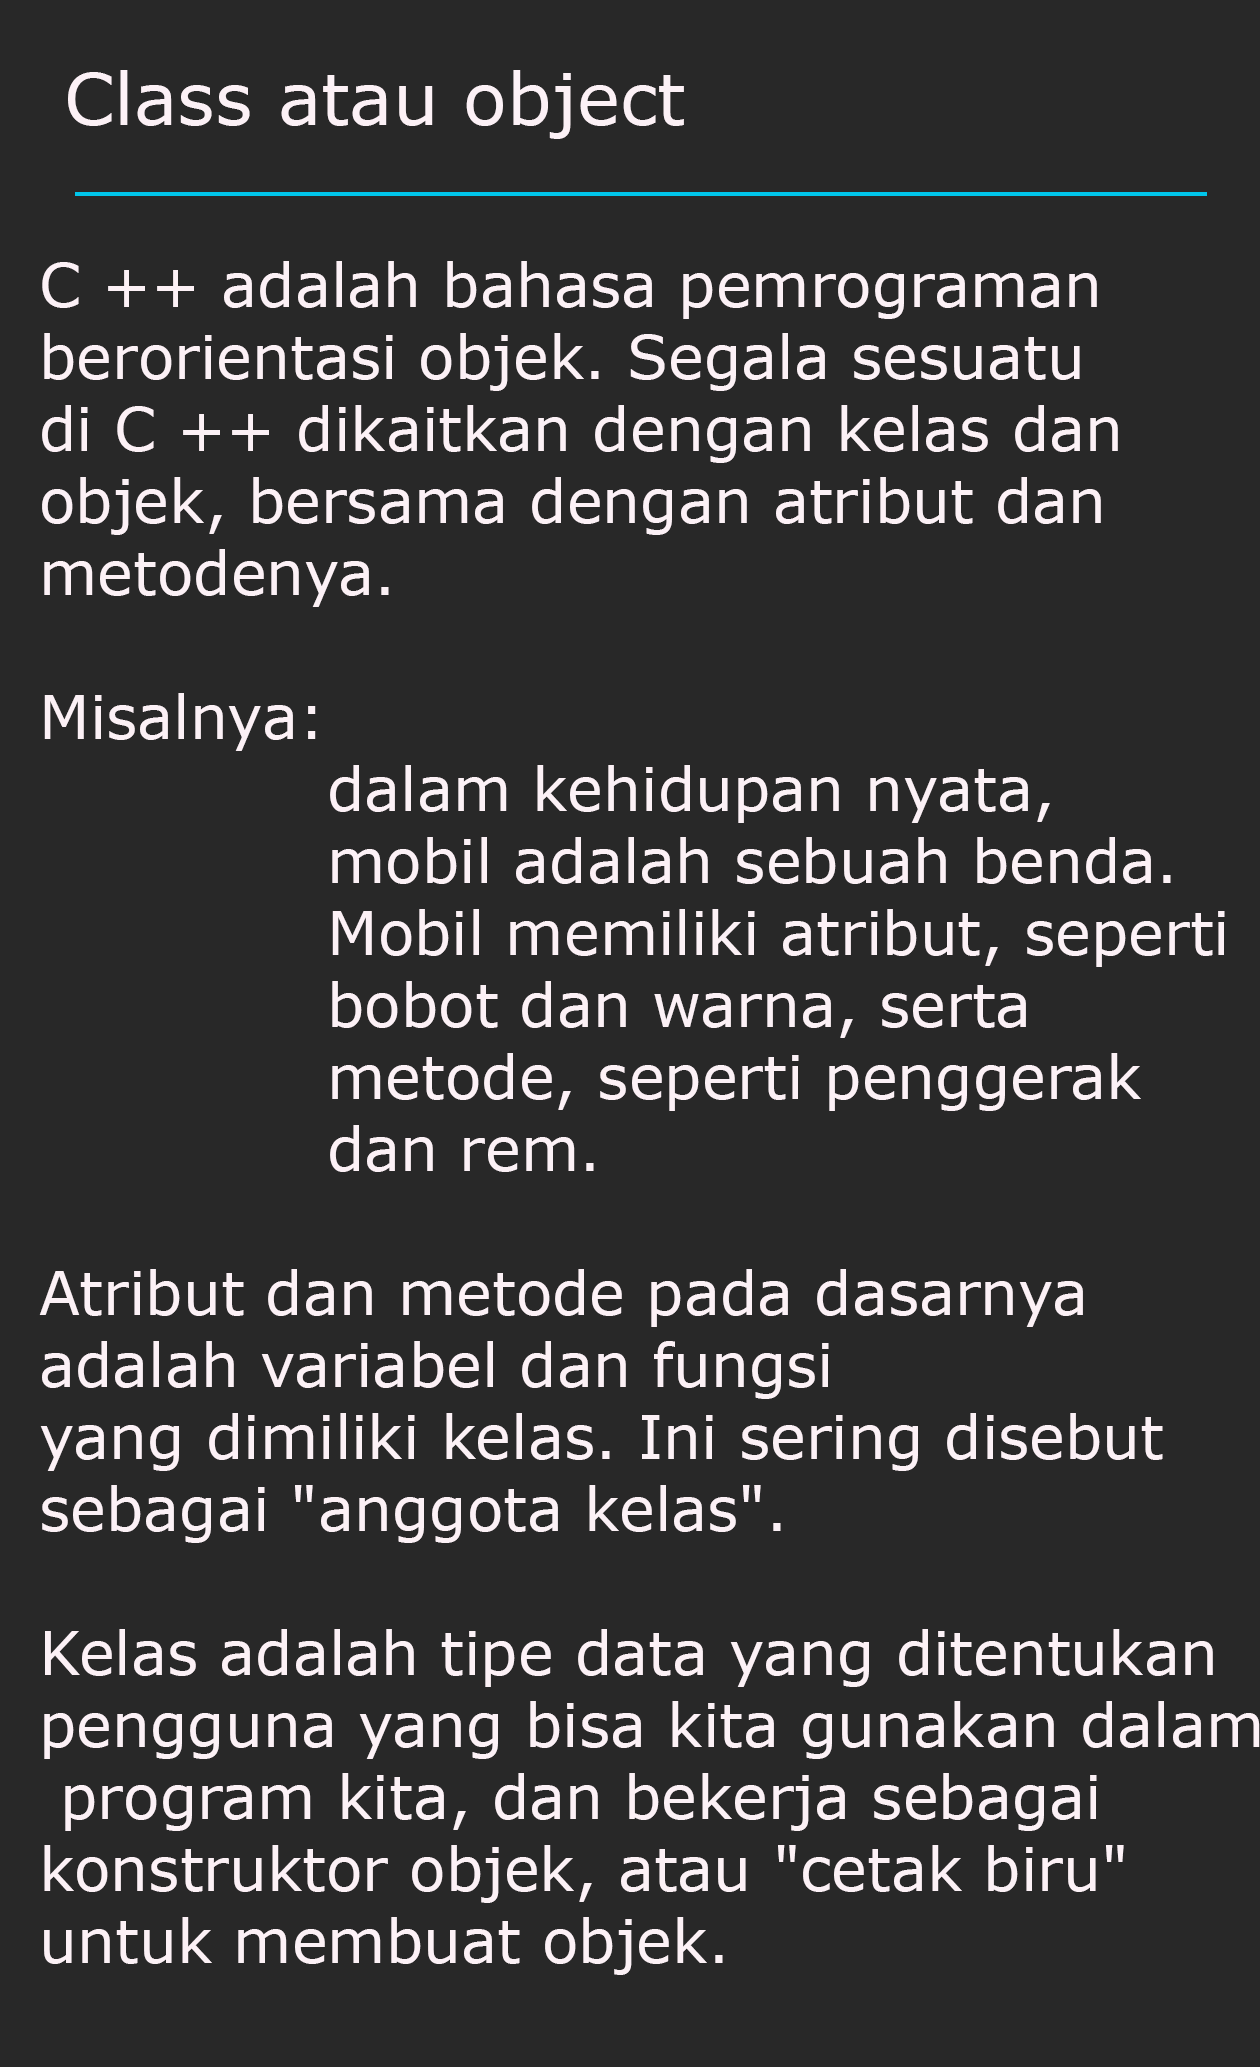 Class atau object
C ++ adalah bahasa pemrograman
berorientasi objek. Segala sesuatu
di C ++ dikaitkan dengan kelas dan
objek, bersama dengan atribut dan
metodenya.
Misalnya:
dalam kehidupan nyata,
mobil adalah sebuah benda.
Mobil memiliki atribut, seperti
bobot dan warna, serta
metode, seperti penggerak
dan rem.
Atribut dan metode pada dasarnya
adalah variabel dan fungsi
yang dimiliki kelas. Ini sering disebut
sebagai "anggota kelas".
Kelas adalah tipe data yang ditentukan
pengguna yang bisa kita gunakan dalam
program kita, dan bekerja sebagai
konstruktor objek, atau "cetak biru"
untuk membuat objek.